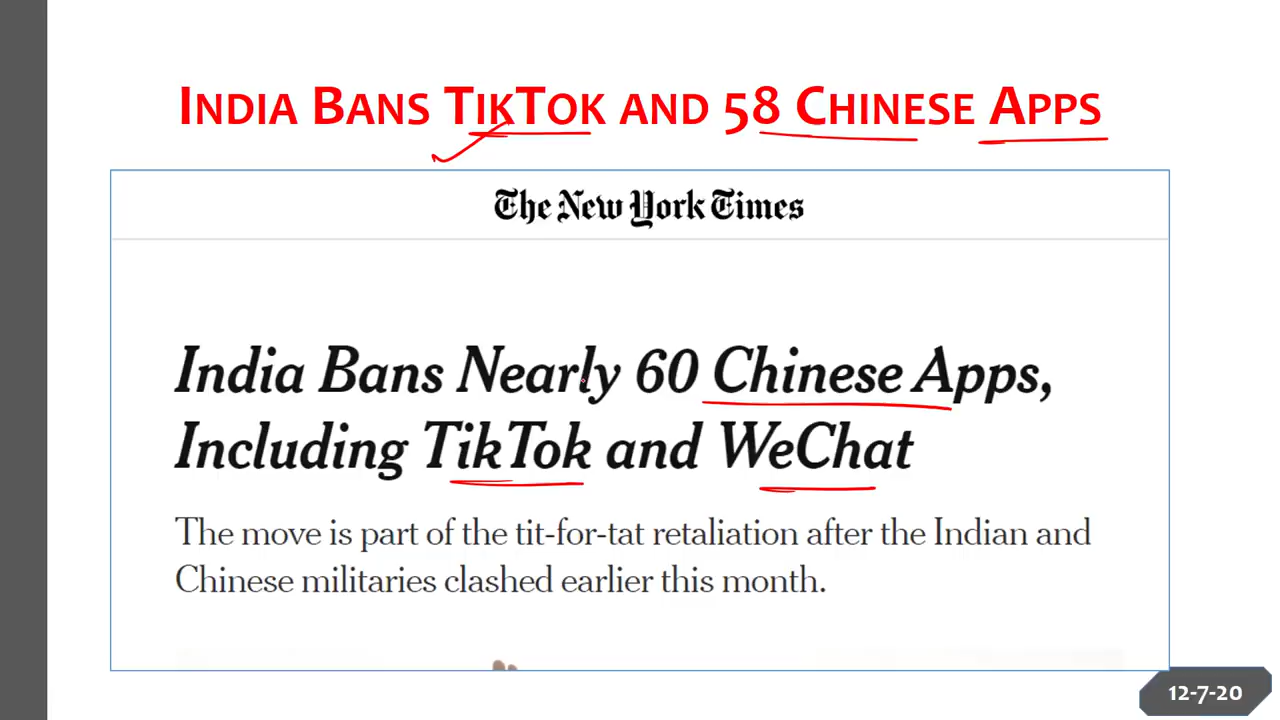 INDIA BANS TIKTOK AND 58 CHINESE APPS
The New York Times
India Bans Nearly 60 Chinese Apps,
Including TikTok and WeChat
The move is part of the tit-for-tat retaliation after the Indian and
Chinese militaries clashed earlier this month.
12-7-20